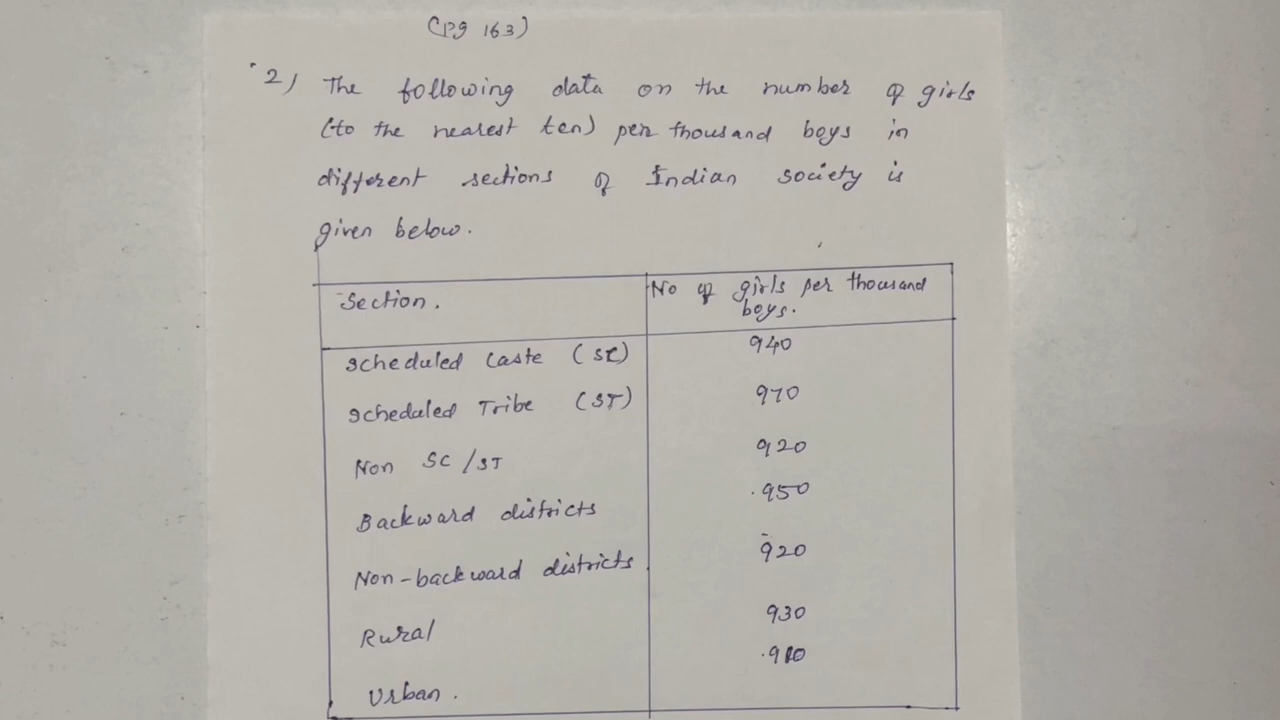 (Pg 163)
2) The following data on the number of girls
(to the nearest ten) per thousand boys in
different sections of Indian society is
given below.
Section. No of girls per thousand
boys.
Scheduled Caste (SC) 940
Scheduled Tribe (ST) 970
Non SC/ST 920
Backward districts 950
Non-backward districts 920
Rural 930
Urban. 910